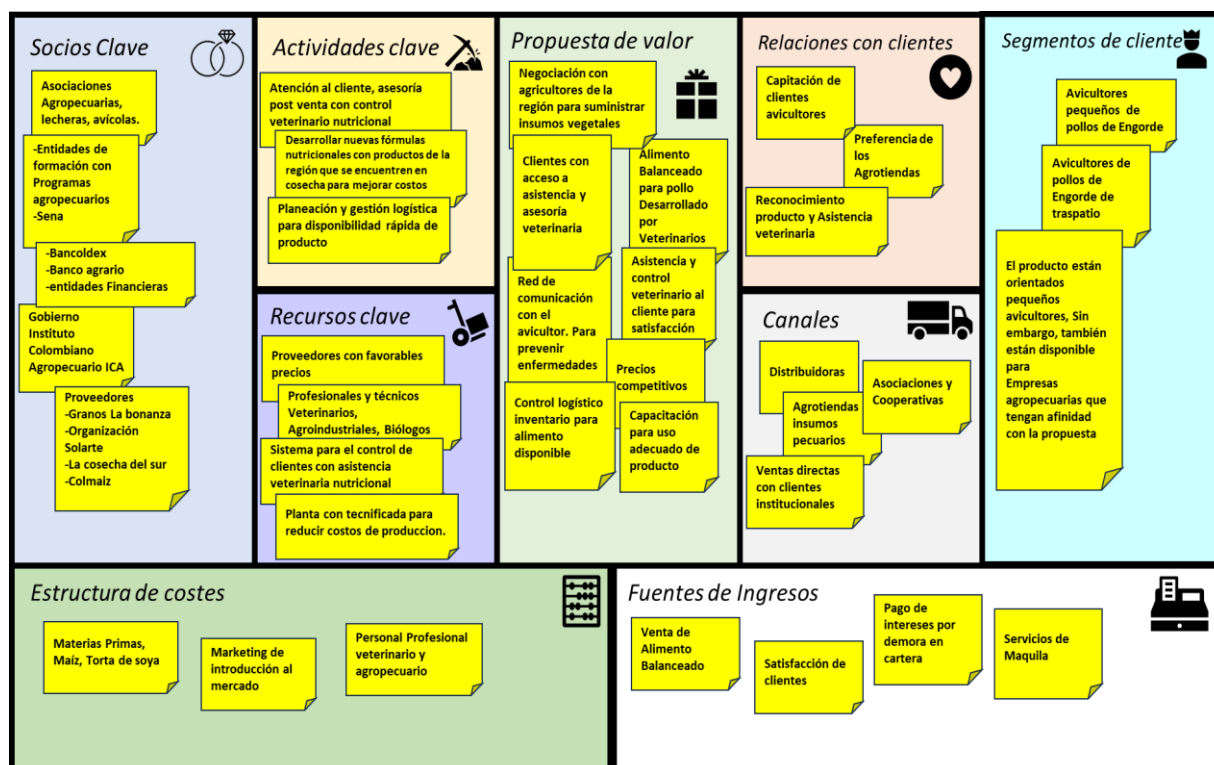 Socios Clave
Asociaciones
Agropecuarias,
lecheras, avícolas.
-Entidades de
formación con
Programas
agropecuarios
-Sena
-Bancoldex
-Banco agrario
-entidades Financieras
Gobierno
Instituto
Colombiano
Agropecuario ICA
Proveedores
-Granos La bonanza
-Organización
Solarte
-La cosecha del sur
-Colmaiz
Actividades clave
Atención al cliente, asesoría
post venta con control
veterinario nutricional
Desarrollar nuevas fórmulas
nutricionales con productos de la
región que se encuentren en
cosecha para mejorar costos
Planeación y gestión logística
para disponibilidad rápida de
producto
Recursos clave
Proveedores con favorables
precios
Profesionales y técnicos
Veterinarios,
Agroindustriales, Biólogos
Sistema para el control de
clientes con asistencia
veterinaria nutricional
Planta con tecnificada para
reducir costos de produccion.
Propuesta de valor
Negociación con
agricultores de la
región para suministrar
insumos vegetales
Clientes con
acceso a
asistencia y
asesoría
veterinaria
Alimento
Balanceado
para pollo
Desarrollado
por
Veterinarios
Red de
comunicación
con el
avicultor. Para
prevenir
enfermedades
Asistencia y
control
veterinario al
cliente para
satisfacción
Precios
competitivos
Control logístico
inventario para
alimento
disponible
Capacitación
para uso
adecuado de
producto
Relaciones con clientes
Capitación de
clientes
avicultores
Preferencia de
los
Agrotiendas
Reconocimiento
producto y Asistencia
veterinaria
Canales
Distribuidoras
Asociaciones y
Cooperativas
Agrotiendas
insumos
pecuarios
Ventas directas
con clientes
institucionales
Segmentos de cliente
Avicultores
pequeños de
pollos de Engorde
Avicultores de
pollos de
Engorde de
traspatio
El producto están
orientados
pequeños
avicultores, Sin
embargo, también
están disponible
para
Empresas
agropecuarias que
tengan afinidad
con la propuesta
Estructura de costes
Materias Primas,
Maíz, Torta de soya
Marketing de
introducción al
mercado
Personal Profesional
veterinario y
agropecuario
Fuentes de Ingresos
Venta de
Alimento
Balanceado
Satisfacción de
clientes
Pago de
intereses por
demora en
cartera
Servicios de
Maquila